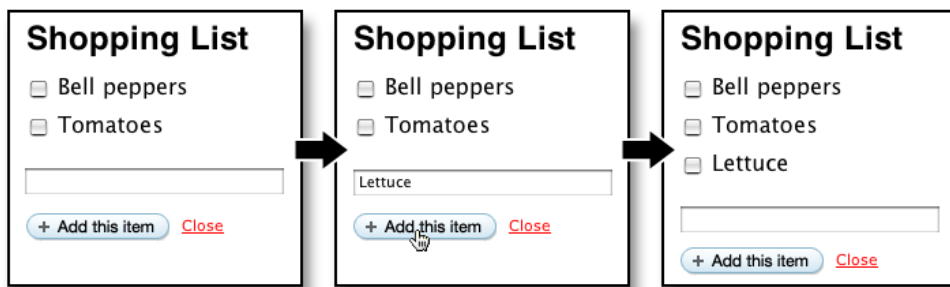 Shopping List
Bell peppers
Tomatoes
+ Add this item Close
Shopping List
Bell peppers
Tomatoes
Lettuce
+ Add this item Close
Shopping List
Bell peppers
Tomatoes
Lettuce
+ Add this item Close